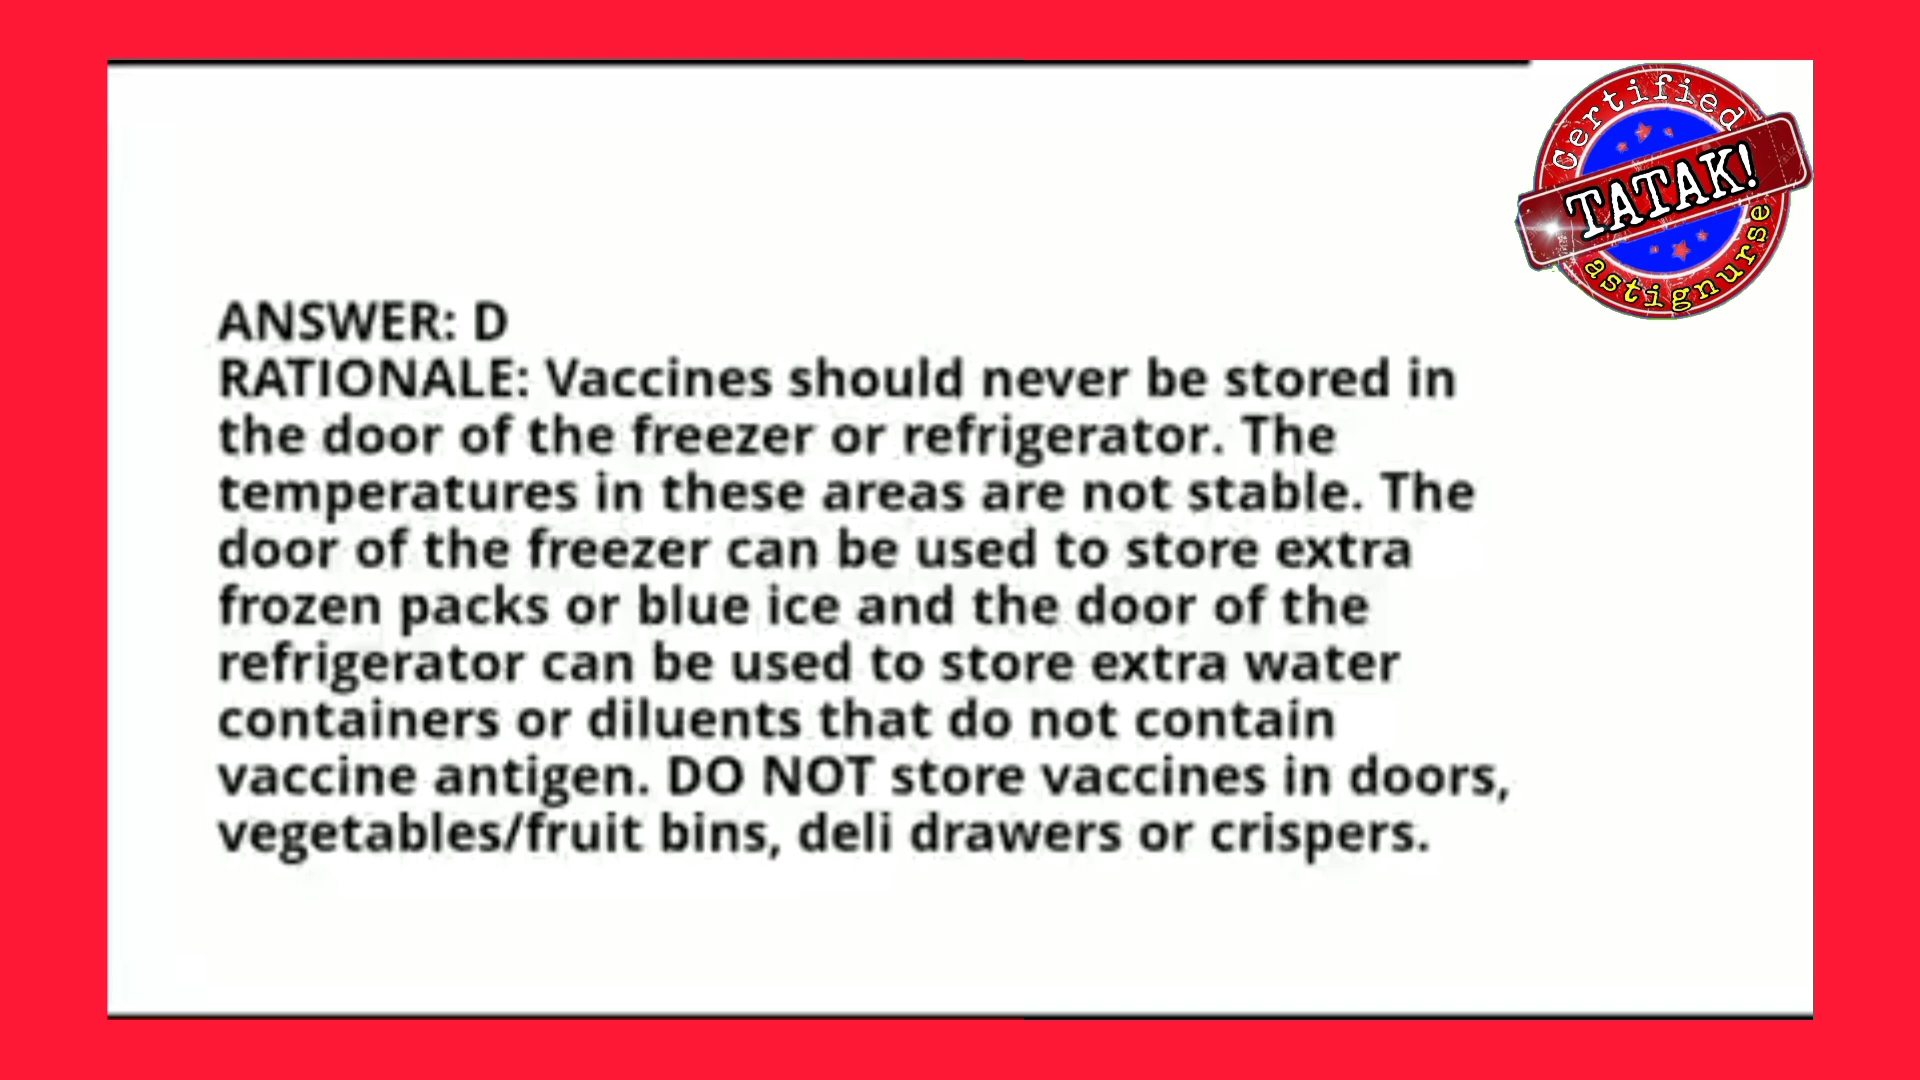 Certified
TATAK!
astignurse
ANSWER: D
RATIONALE: Vaccines should never be stored in
the door of the freezer or refrigerator. The
temperatures in these areas are not stable. The
door of the freezer can be used to store extra
frozen packs or blue ice and the door of the
refrigerator can be used to store extra water
containers or diluents that do not contain
vaccine antigen. DO NOT store vaccines in doors,
vegetables/fruit bins, deli drawers or crispers.